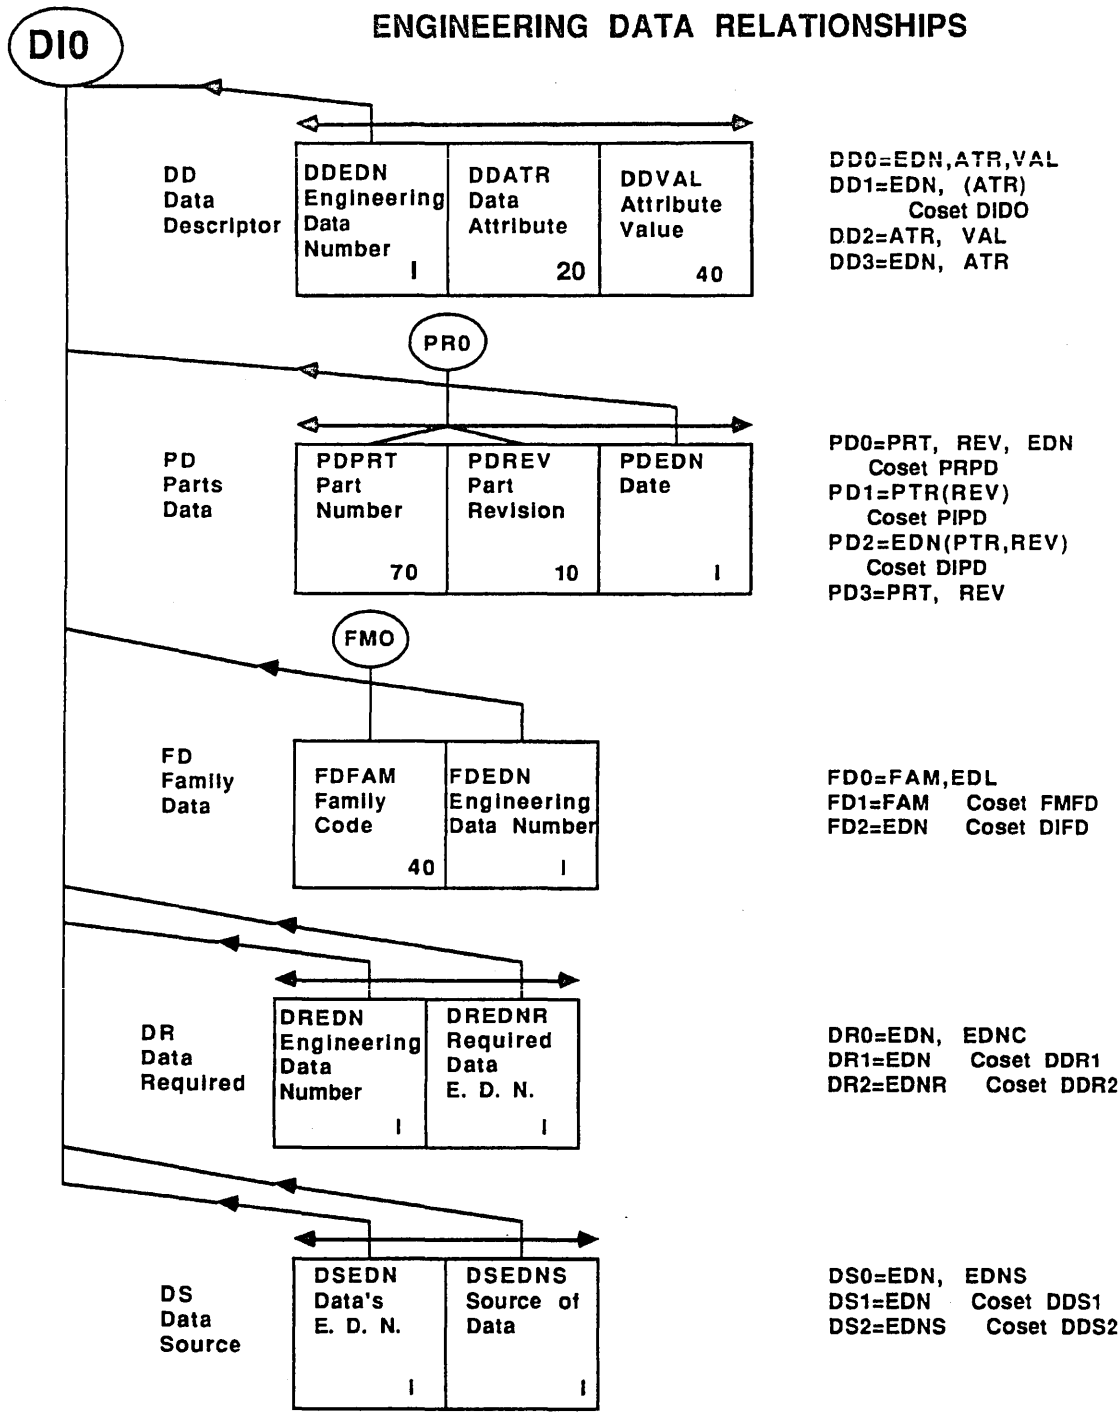 ENGINEERING DATA RELATIONSHIPS
DI0
DD
Data
Descriptor
DDEDN
Engineering
Data
Number
I
DDATR
Data
Attribute
20
DDVAL
Attribute
Value
40
DD0=EDN,ATR,VAL
DD1=EDN, (ATR)
Coset DIDO
DD2=ATR, VAL
DD3=EDN, ATR
PR0
PD
Parts
Data
PDPRT
Part
Number
70
PDREV
Part
Revision
10
PDEDN
Date
I
PD0=PRT, REV, EDN
Coset PRPD
PD1=PTR(REV)
Coset PIPD
PD2=EDN(PTR,REV)
Coset DIPD
PD3=PRT, REV
FMO
FD
Family
Data
FDFAM
Family
Code
40
FDEDN
Engineering
Data Number
I
FD0=FAM,EDL
FD1=FAM Coset FMFD
FD2=EDN Coset DIFD
DR
Data
Required
DREDN
Engineering
Data
Number
I
DREDNR
Required
Data
E. D. N.
I
DR0=EDN, EDNC
DR1=EDN Coset DDR1
DR2=EDNR Coset DDR2
DS
Data
Source
DSEDN
Data's
E. D. N.
I
DSEDNS
Source of
Data
I
DS0=EDN, EDNS
DS1=EDN Coset DDS1
DS2=EDNS Coset DDS2